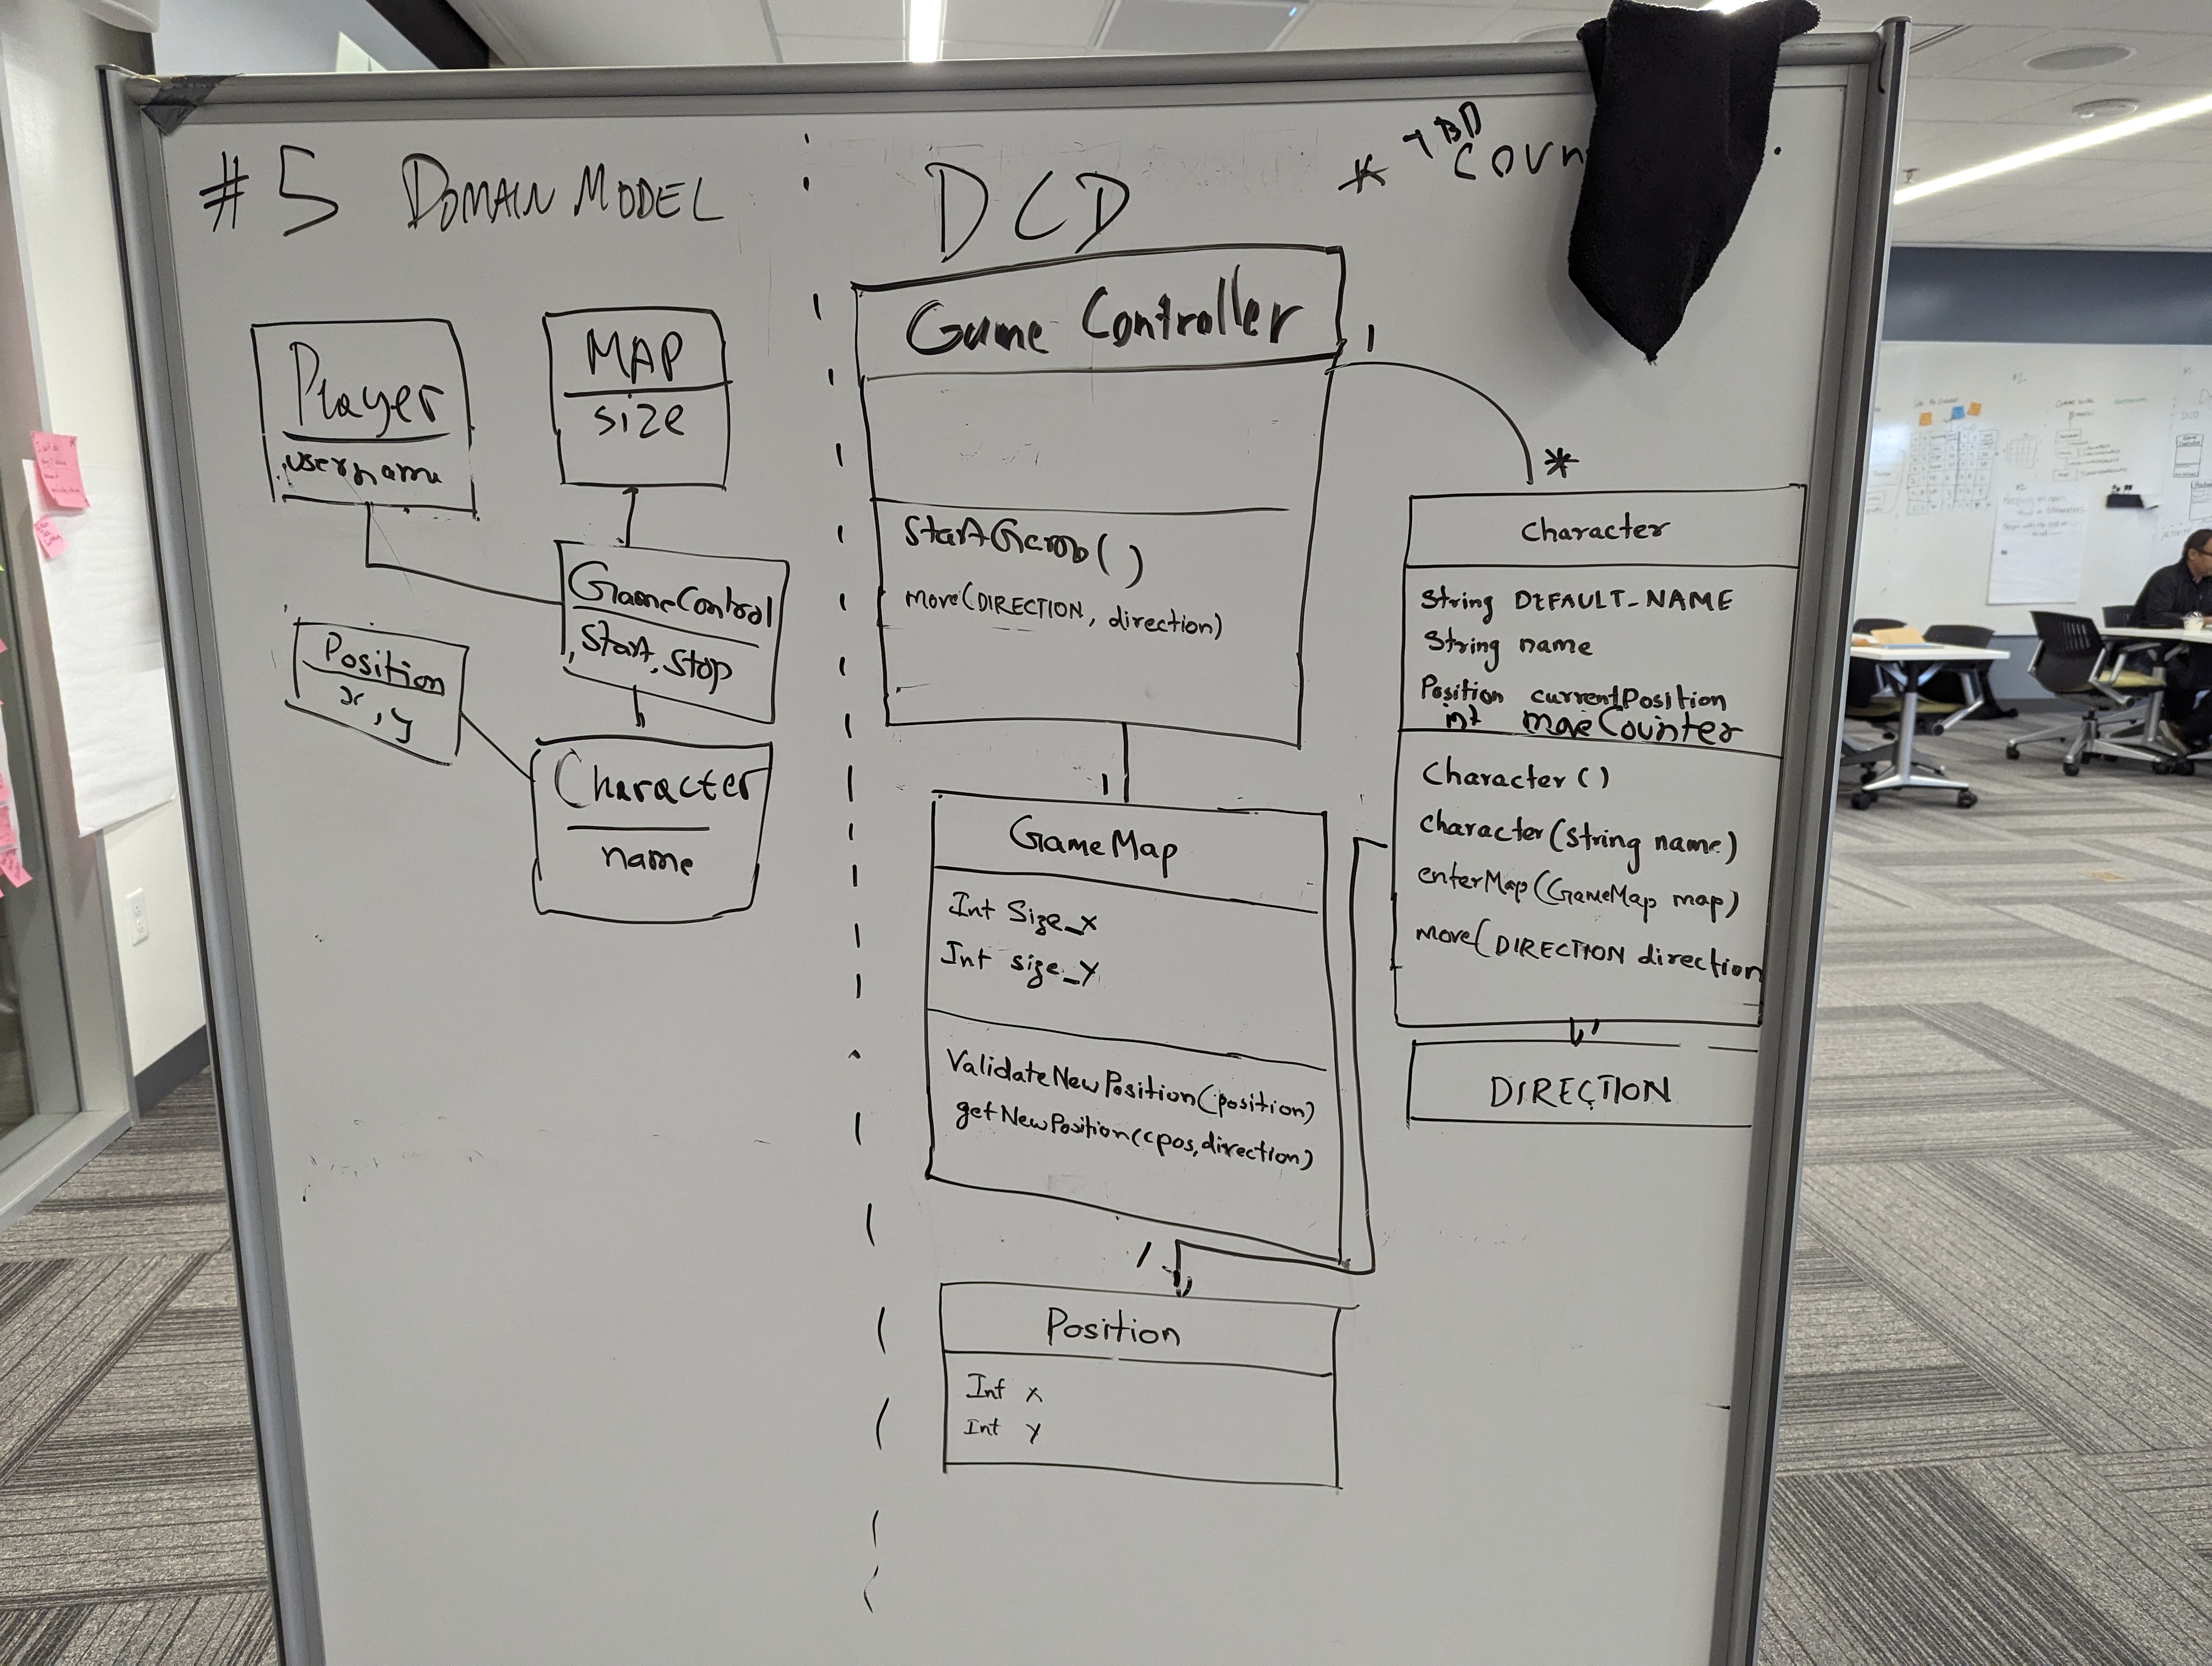 #5 DOMAIN MODEL
Player
username
MAP
size
GameControl
Start, Stop
Position
x, y
Character
name
DCD
* TBD
Game Controller
StartGame()
move(DIRECTION, direction)
1
*
Character
String DEFAULT_NAME
String name
Position currentPosition
int moveCounter
Character()
character(string name)
enterMap(GameMap map)
move(DIRECTION direction
1
DIRECTION
1
GameMap
Int Size_x
Int size_y
ValidateNewPosition(position)
getNewPosition(cpos, direction)
1
Position
Int x
Int y